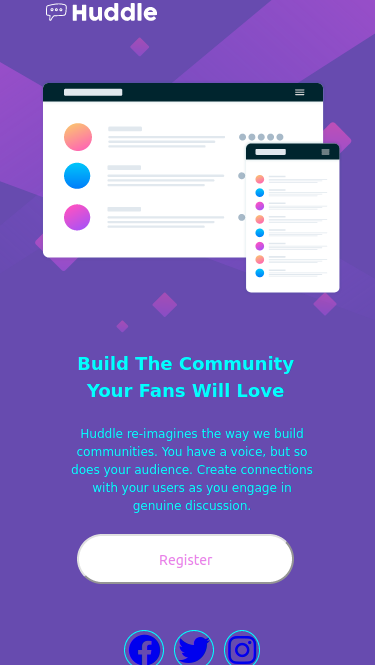 Huddle
Build The Community
Your Fans Will Love
Huddle re-imagines the way we build
communities. You have a voice, but so
does your audience. Create connections
with your users as you engage in
genuine discussion.
Register